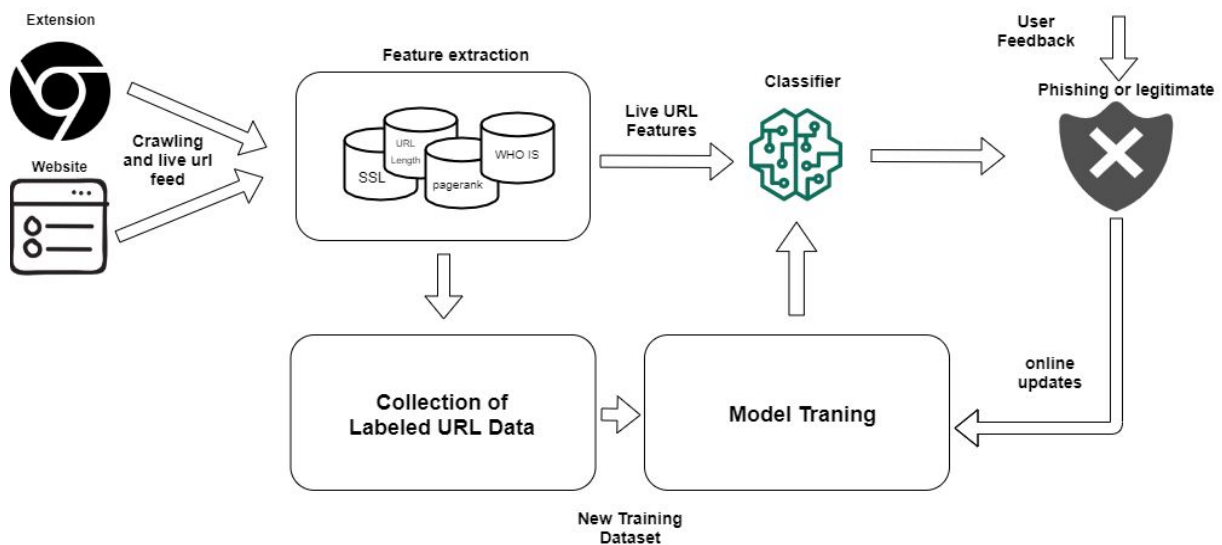 Extension
Website
Crawling
and live url
feed
Feature extraction
SSL
URL
Length
pagerank
WHO IS
Live URL
Features
Classifier
User
Feedback
Phishing or legitimate
Collection of
Labeled URL Data
Model Traning
online
updates
New Training
Dataset